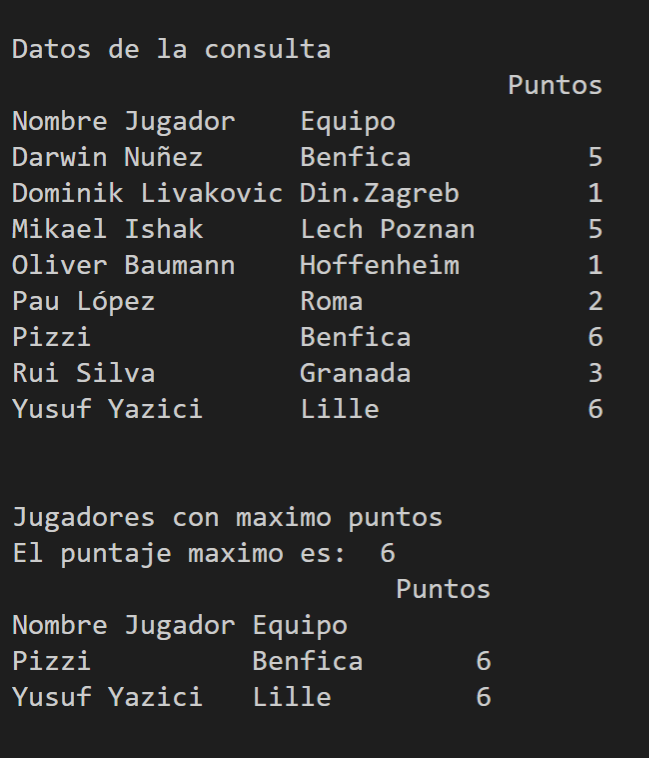 Datos de la consulta
Puntos
Nombre Jugador Equipo
Darwin Nuñez Benfica 5
Dominik Livakovic Din.Zagreb 1
Mikael Ishak Lech Poznan 5
Oliver Baumann Hoffenheim 1
Pau López Roma 2
Pizzi Benfica 6
Rui Silva Granada 3
Yusuf Yazici Lille 6
Jugadores con maximo puntos
El puntaje maximo es: 6
Puntos
Nombre Jugador Equipo
Pizzi Benfica 6
Yusuf Yazici Lille 6